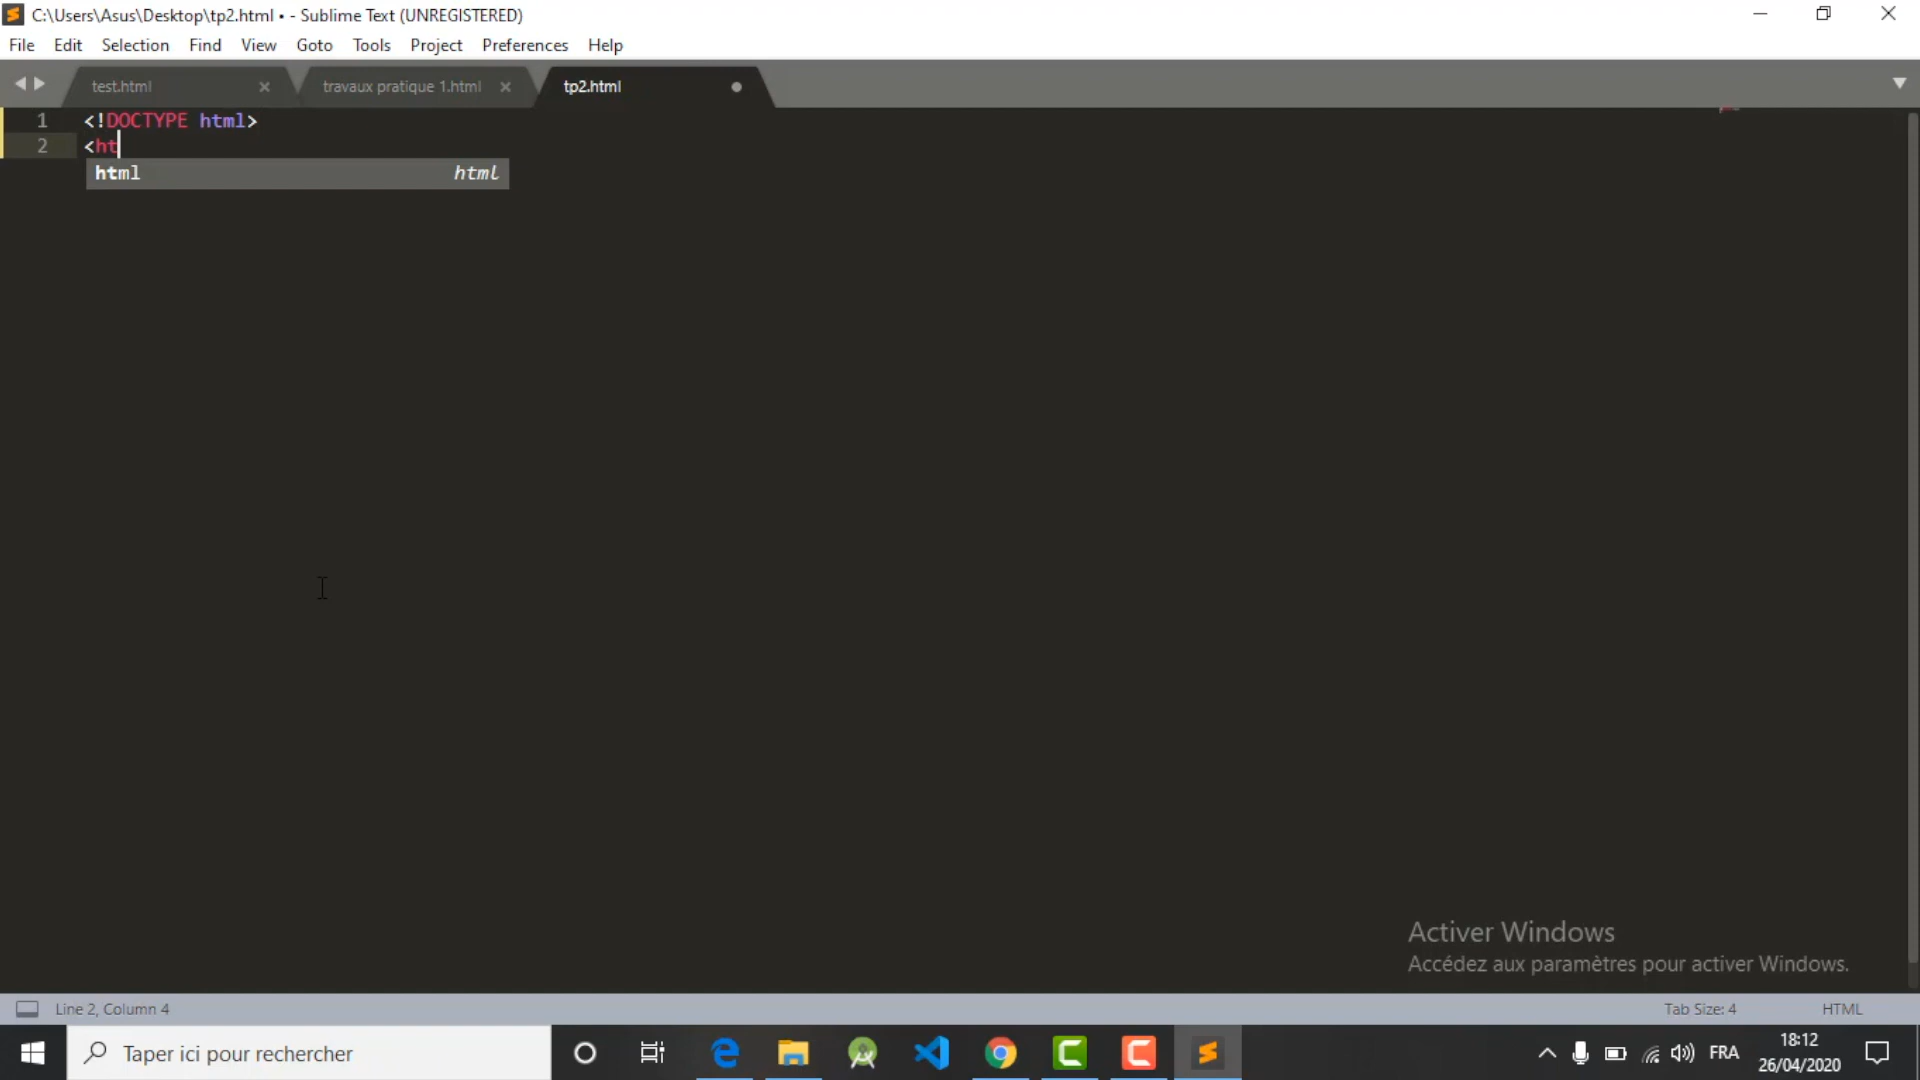 C:\Users\Asus\Desktop\tp2.html • - Sublime Text (UNREGISTERED)
File Edit Selection Find View Goto Tools Project Preferences Help
test.html travaux pratique 1.html tp2.html
1 <!DOCTYPE html>
2 <ht
html html
Activer Windows
Accédez aux paramètres pour activer Windows.
Line 2, Column 4 Tab Size: 4 HTML
Taper ici pour rechercher FRA 18:12
26/04/2020